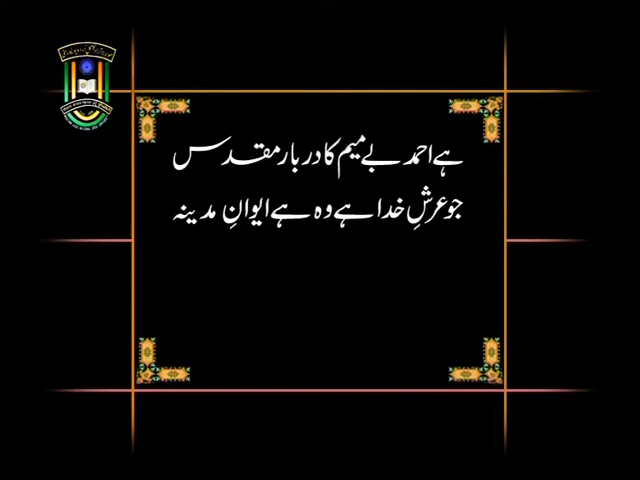 ہے احمد بے میم کا دربار مقدس
جو عرشِ خدا ہے وہ ہے ایوانِ مدینہ